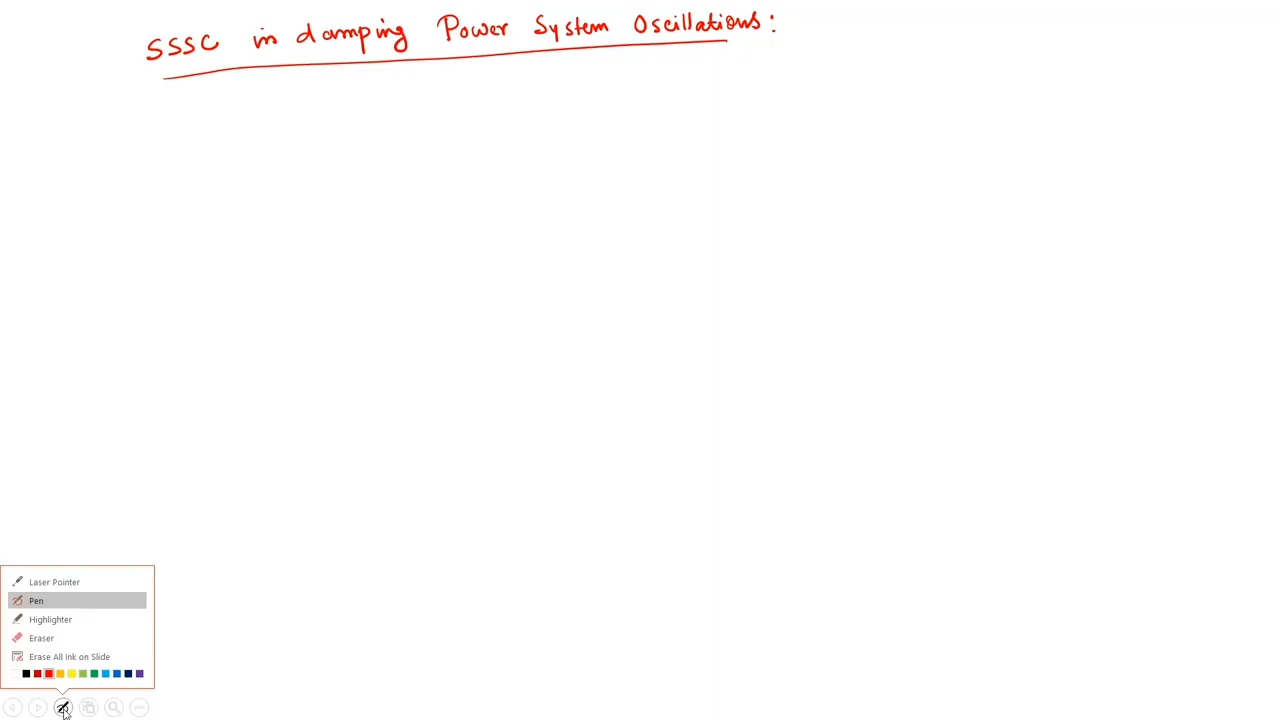 SSSC in damping Power System Oscillations:
Laser Pointer
Pen
Highlighter
Eraser
Erase All Ink on Slide